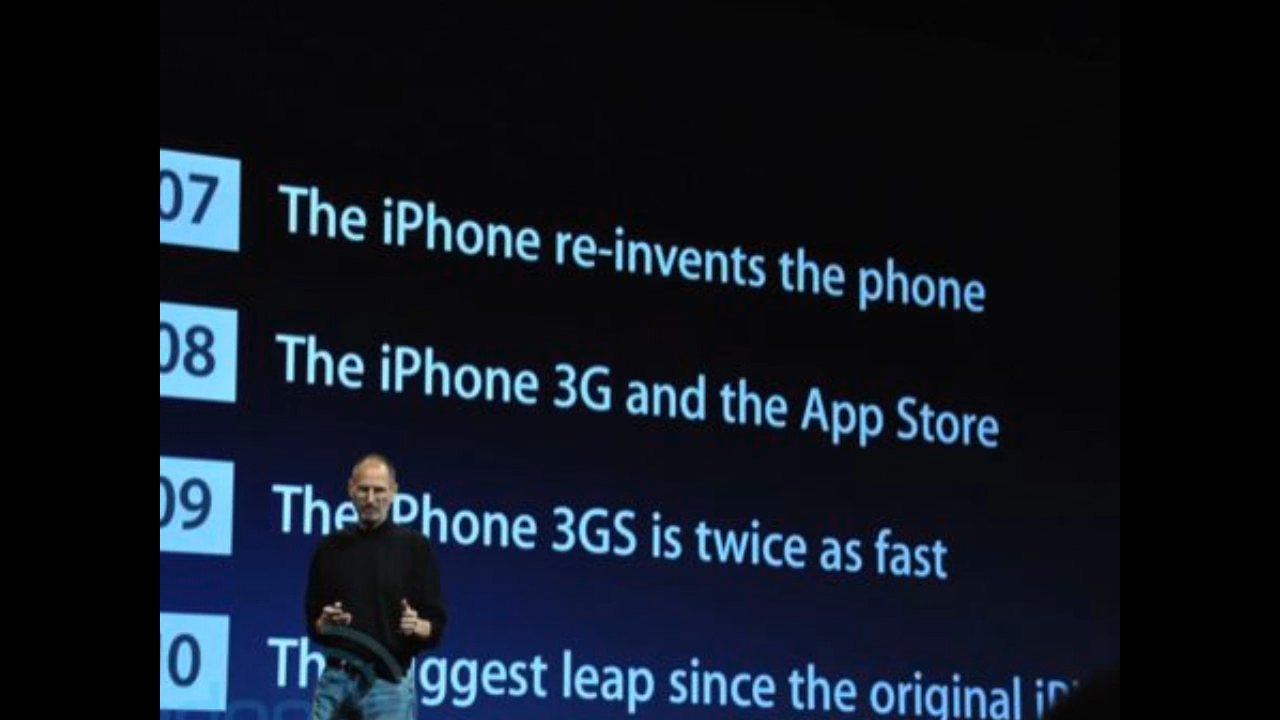 07
The iPhone re-invents the phone
08
The iPhone 3G and the App Store
09
The Phone 3GS is twice as fast
leap since the original